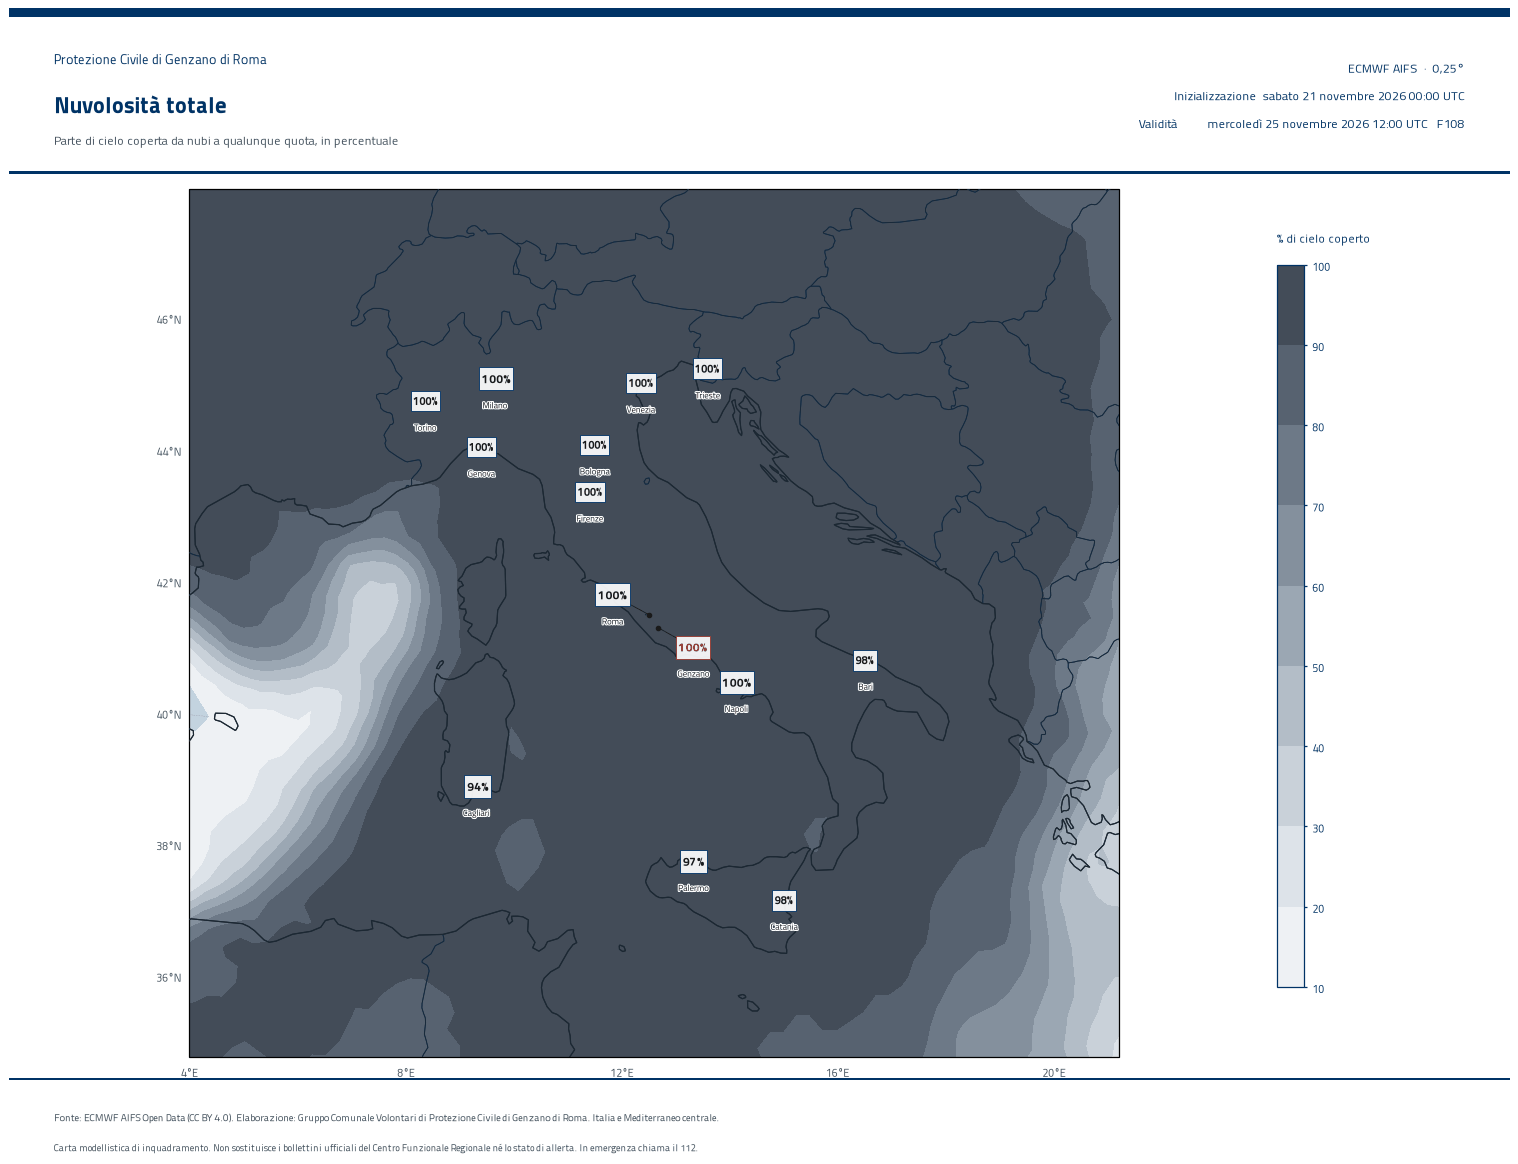 Protezione Civile di Genzano di Roma
Nuvolosità totale
Parte di cielo coperta da nubi a qualunque quota, in percentuale
ECMWF AIFS · 0,25°
Inizializzazione sabato 21 novembre 2026 00:00 UTC
Validità mercoledì 25 novembre 2026 12:00 UTC F108
% di cielo coperto
100
90
80
70
60
50
40
30
20
10
46°N
44°N
42°N
40°N
38°N
36°N
4°E
8°E
12°E
16°E
20°E
100%
Trieste
100%
Milano
100%
Venezia
100%
Torino
100%
Genova
100%
Bologna
100%
Firenze
100%
Roma
100%
Genzano
98%
Bari
100%
Napoli
94%
Cagliari
97%
Palermo
98%
Catania
Fonte: ECMWF AIFS Open Data (CC BY 4.0). Elaborazione: Gruppo Comunale Volontari di Protezione Civile di Genzano di Roma. Italia e Mediterraneo centrale.
Carta modellistica di inquadramento. Non sostituisce i bollettini ufficiali del Centro Funzionale Regionale né lo stato di allerta. In emergenza chiama il 112.